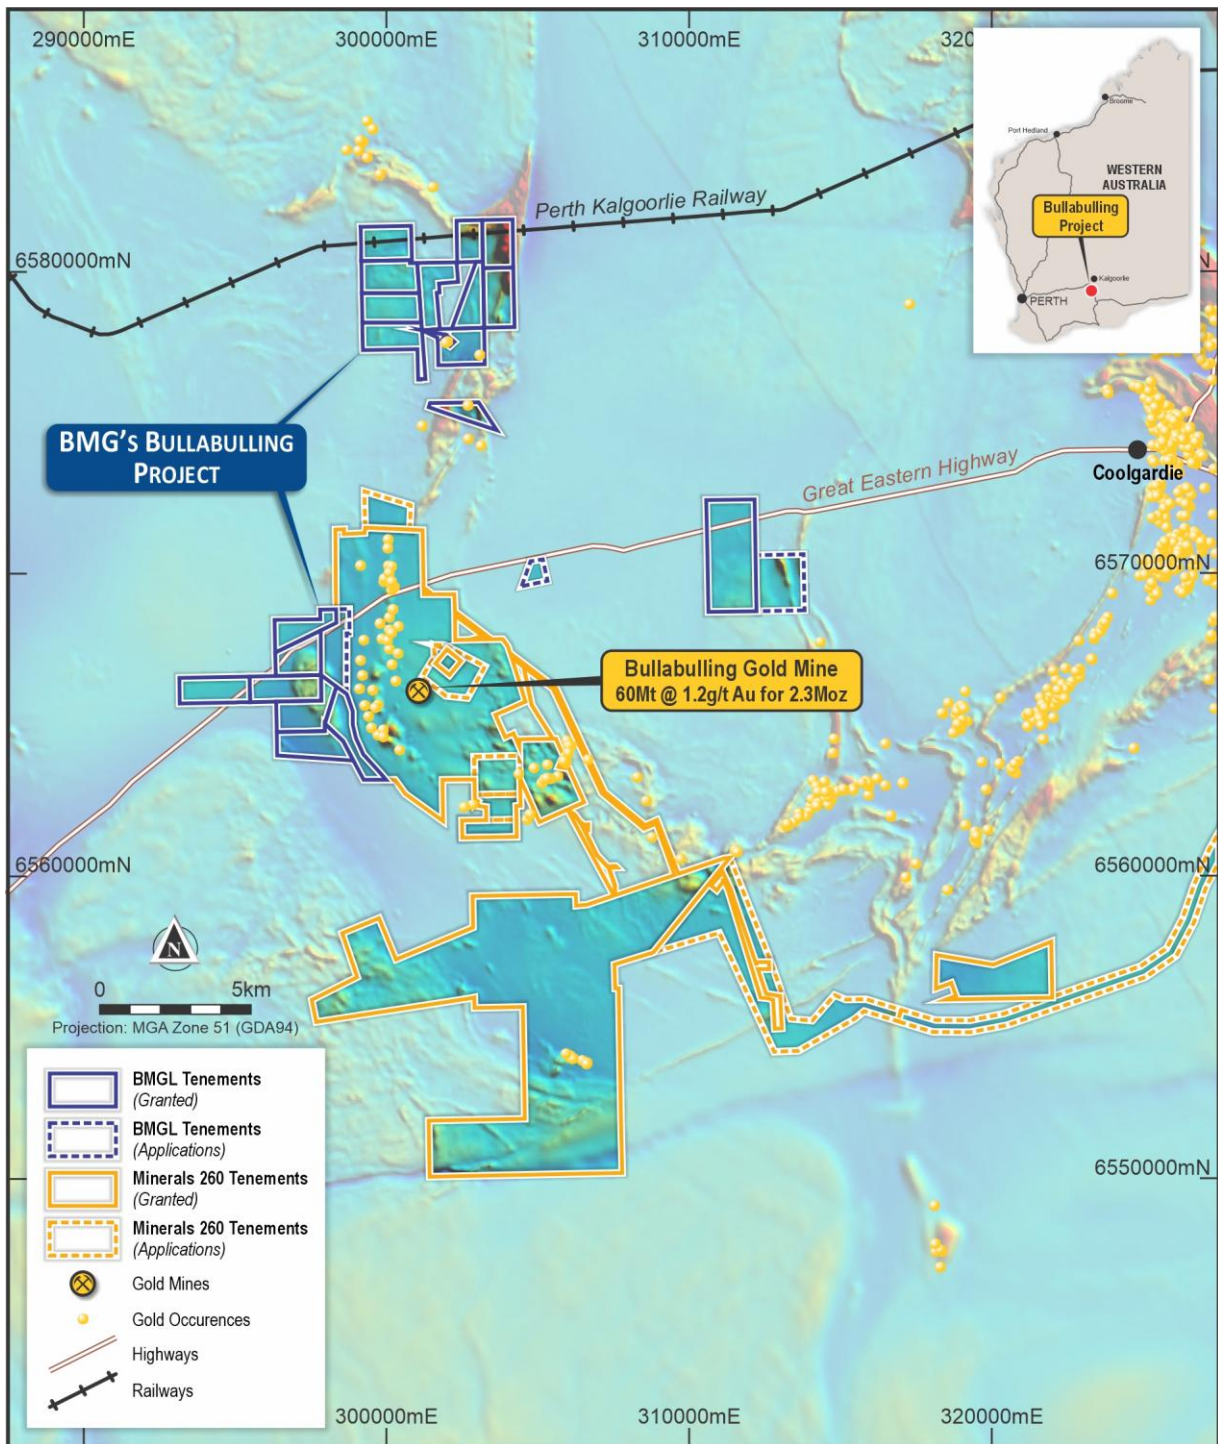 290000mE
300000mE
310000mE
320
Broome
Port Hedland
WESTERN
AUSTRALIA
Bullabulling
Project
Kalgoorlie
PERTH
Perth Kalgoorlie Railway
6580000mN
BMG'S BULLABULLING
PROJECT
Great Eastern Highway
Coolgardie
6570000mN
Bullabulling Gold Mine
60Mt @ 1.2g/t Au for 2.3Moz
6560000mN
6560000mN
N
0
5km
Projection: MGA Zone 51 (GDA94)
BMGL Tenements
(Granted)
BMGL Tenements
(Applications)
Minerals 260 Tenements
(Granted)
Minerals 260 Tenements
(Applications)
Gold Mines
Gold Occurences
Highways
Railways
6550000mN
300000mE
310000mE
320000mE